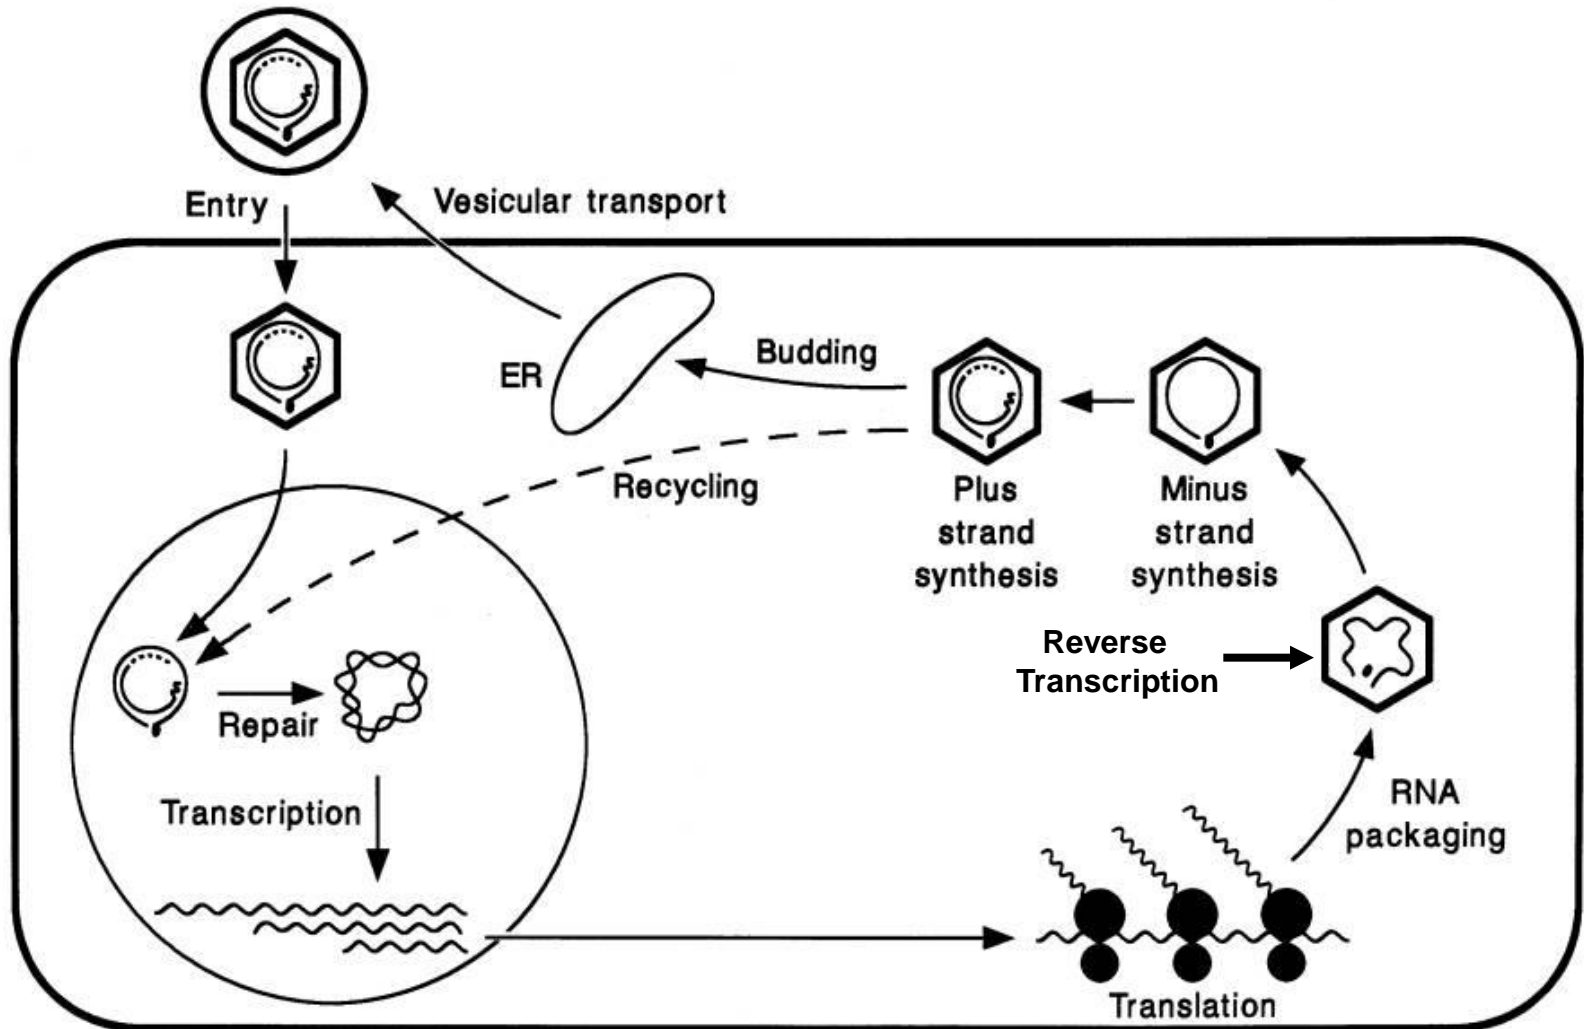 Entry
Vesicular transport
ER
Budding
Recycling
Plus
strand
synthesis
Minus
strand
synthesis
Reverse
Transcription
Repair
Transcription
RNA
packaging
Translation